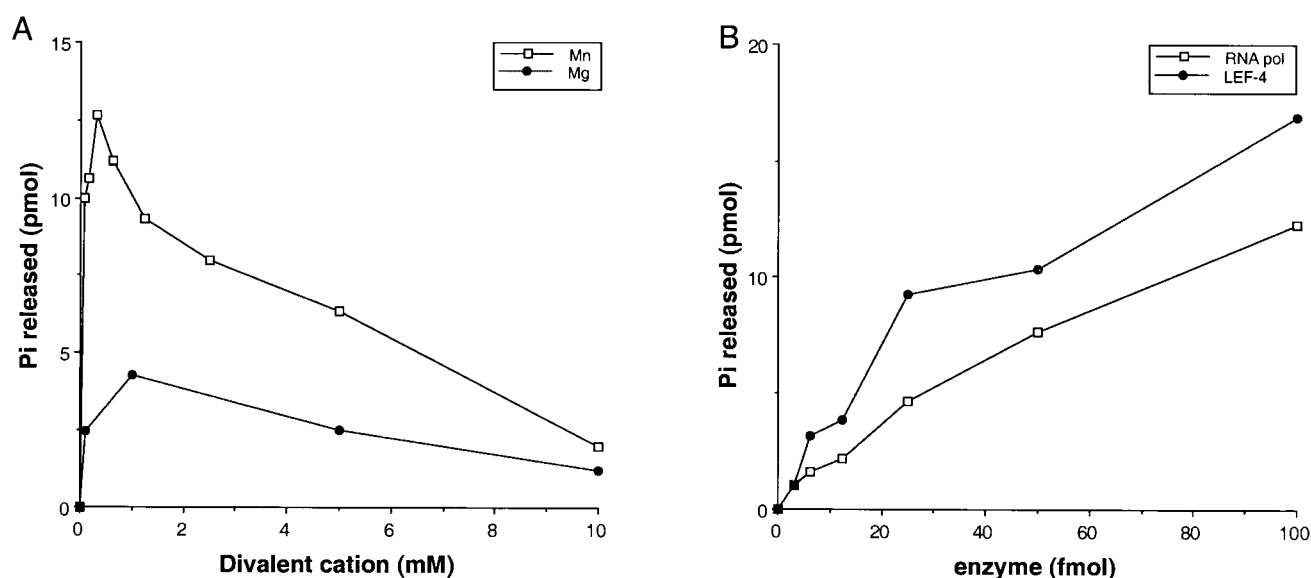 A
15
10
5
0
Pi released (pmol)
Mn
Mg
0 2 4 6 8 10
Divalent cation (mM)
B
20
10
0
Pi released (pmol)
RNA pol
LEF-4
0 20 40 60 80 100
enzyme (fmol)